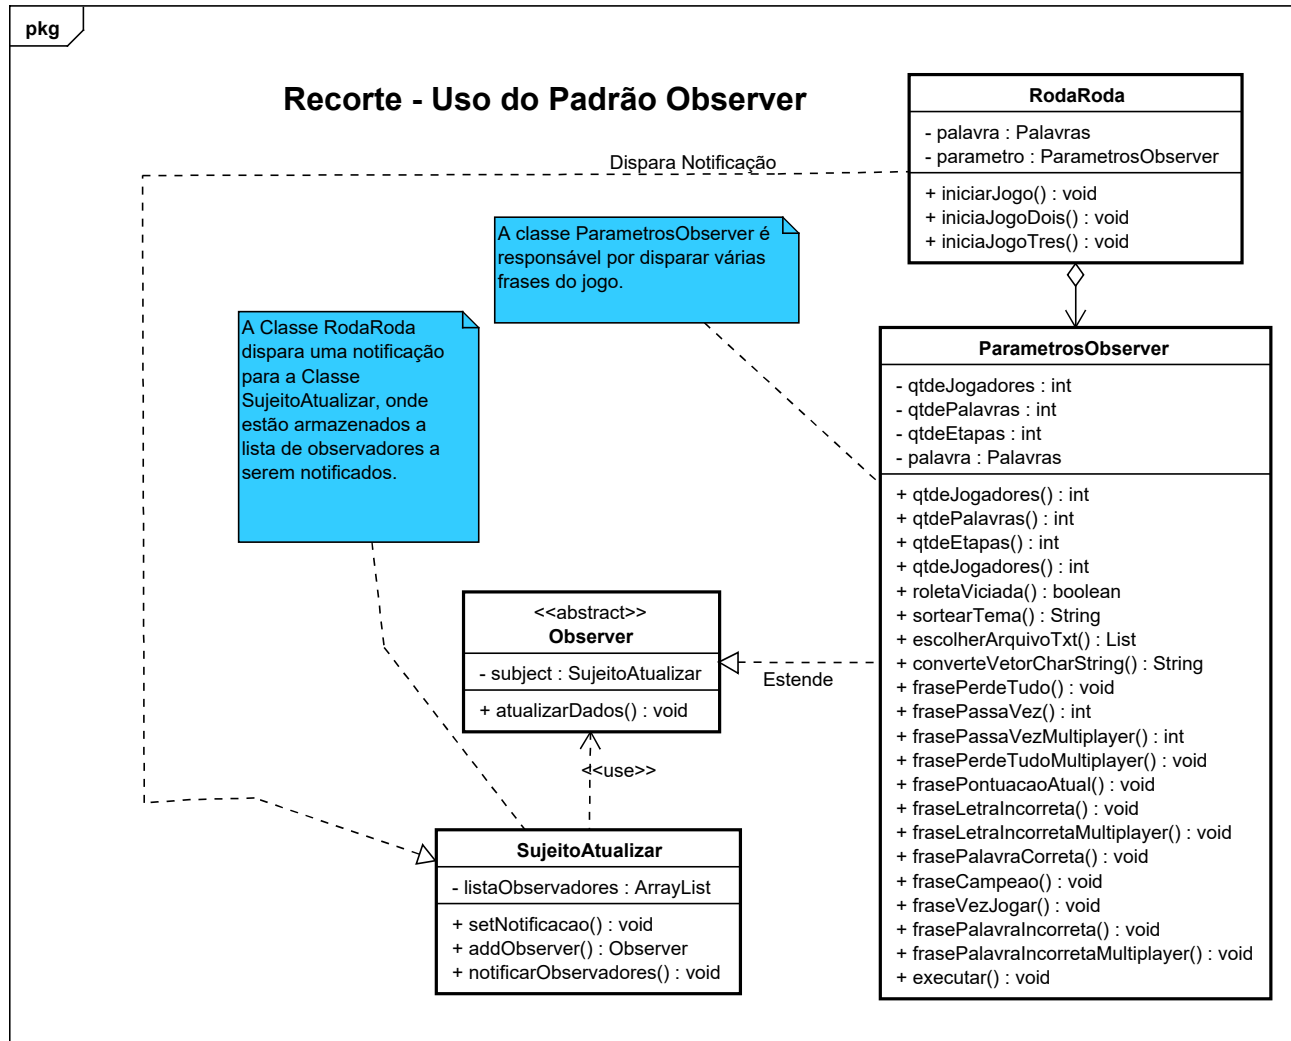 pkg
Recorte - Uso do Padrão Observer
RodaRoda
- palavra : Palavras
- parametro : ParametrosObserver
+ iniciarJogo() : void
+ iniciaJogoDois() : void
+ iniciaJogoTres() : void
Dispara Notificação
A classe ParametrosObserver é
responsável por disparar várias
frases do jogo.
A Classe RodaRoda
dispara uma notificação
para a Classe
SujeitoAtualizar, onde
estão armazenados a
lista de observadores a
serem notificados.
ParametrosObserver
- qtdeJogadores : int
- qtdePalavras : int
- qtdeEtapas : int
- palavra : Palavras
+ qtdeJogadores() : int
+ qtdePalavras() : int
+ qtdeEtapas() : int
+ qtdeJogadores() : int
+ roletaViciada() : boolean
+ sortearTema() : String
+ escolherArquivoTxt() : List
+ converteVetorCharString() : String
+ frasePerdeTudo() : void
+ frasePassaVez() : int
+ frasePassaVezMultiplayer() : int
+ frasePerdeTudoMultiplayer() : void
+ frasePontuacaoAtual() : void
+ fraseLetraIncorreta() : void
+ fraseLetraIncorretaMultiplayer() : void
+ frasePalavraCorreta() : void
+ fraseCampeao() : void
+ fraseVezJogar() : void
+ frasePalavraIncorreta() : void
+ frasePalavraIncorretaMultiplayer() : void
+ executar() : void
<<abstract>>
Observer
- subject : SujeitoAtualizar
+ atualizarDados() : void
Estende
<<use>>
SujeitoAtualizar
- listaObservadores : ArrayList
+ setNotificacao() : void
+ addObserver() : Observer
+ notificarObservadores() : void